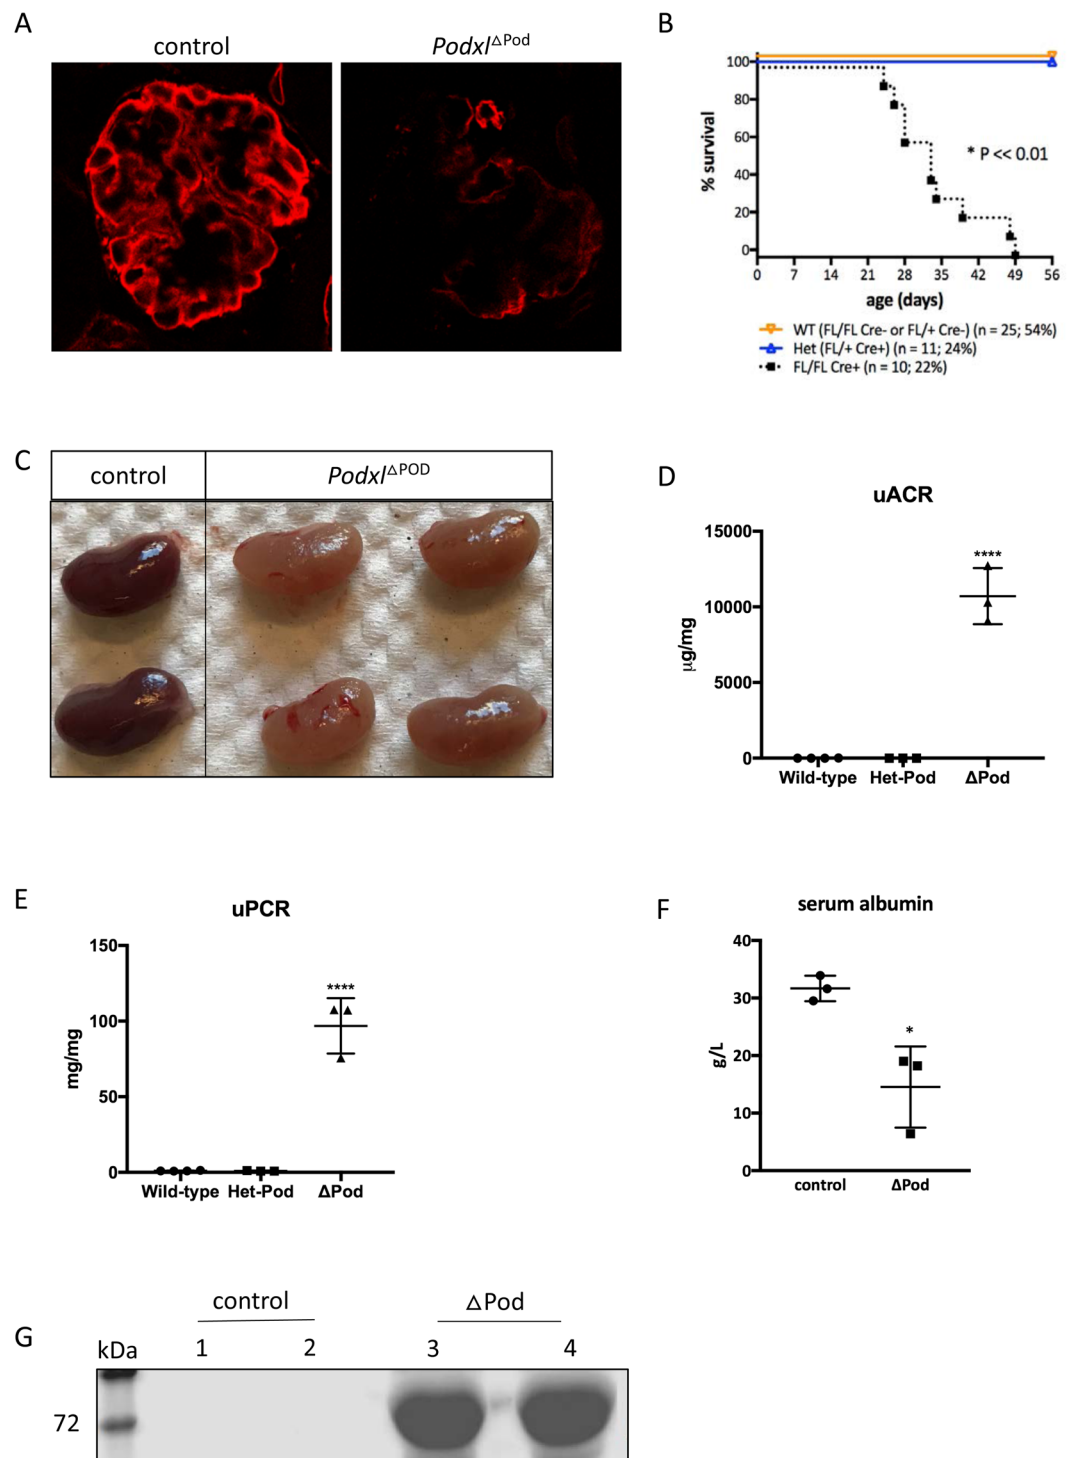 A
control
Podxl△Pod
B
100
80
60
40
20
0
% survival
* P << 0.01
0 7 14 21 28 35 42 49 56
age (days)
WT (FL/FL Cre- or FL/+ Cre-) (n = 25; 54%)
Het (FL/+ Cre+) (n = 11; 24%)
FL/FL Cre+ (n = 10; 22%)
C
control
Podxl△POD
D
uACR
15000
10000
5000
0
µg/mg
****
Wild-type Het-Pod ΔPod
E
uPCR
150
100
50
0
mg/mg
****
Wild-type Het-Pod ΔPod
F
serum albumin
40
30
20
10
0
g/L
*
control ΔPod
G
control
△Pod
kDa 1 2 3 4
72